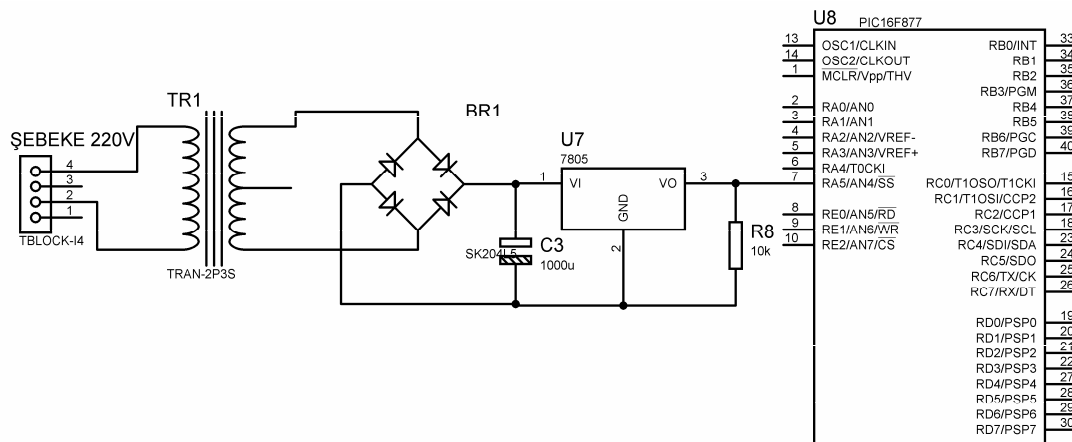 U8
PIC16F877
13 OSC1/CLKIN
14 OSC2/CLKOUT
1 MCLR/Vpp/THV
2 RA0/AN0
3 RA1/AN1
4 RA2/AN2/VREF-
5 RA3/AN3/VREF+
6 RA4/T0CKI
7 RA5/AN4/SS
8 RE0/AN5/RD
9 RE1/AN6/WR
10 RE2/AN7/CS
RB0/INT 33
RB1 34
RB2 35
RB3/PGM 36
RB4 37
RB5 38
RB6/PGC 39
RB7/PGD 40
RC0/T1OSO/T1CKI 15
RC1/T1OSI/CCP2 16
RC2/CCP1 17
RC3/SCK/SCL 18
RC4/SDI/SDA 23
RC5/SDO 24
RC6/TX/CK 25
RC7/RX/DT 26
RD0/PSP0 19
RD1/PSP1 20
RD2/PSP2 21
RD3/PSP3 22
RD4/PSP4 27
RD5/PSP5 28
RD6/PSP6 29
RD7/PSP7 30
TR1
TRAN-2P3S
BR1
ŞEBEKE 220V
4
3
2
1
TBLOCK-I4
U7
7805
1 VI
VO 3
GND
2
C3
SK204L5
1000u
R8
10k